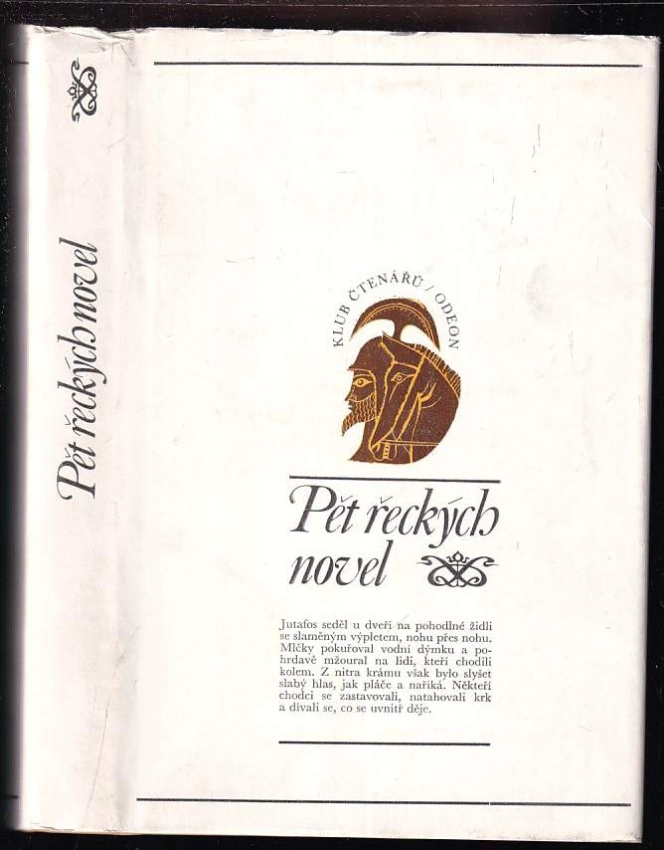 Pět řeckých novel
KLUB ČTENÁŘŮ / ODEON
Pět řeckých
novel
Jutafos seděl u dveří na pohodlné židli
se slaměným výpletem, nohu přes nohu.
Mlčky pokuřoval vodní dýmku a po-
hrdavě mžoural na lidi, kteří chodili
kolem. Z nitra krámu však bylo slyšet
slabý hlas, jak pláče a naříká. Někteří
chodci se zastavovali, natahovali krk
a dívali se, co se uvnitř děje.